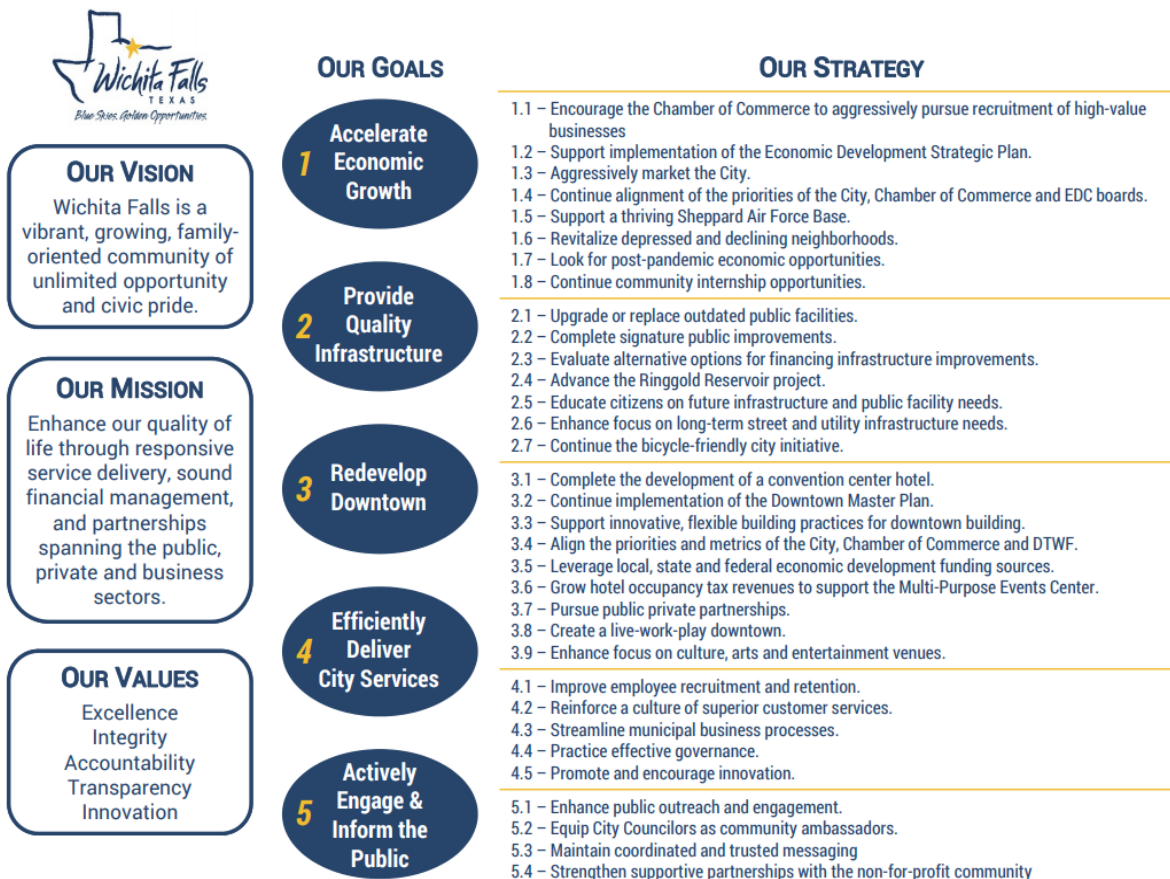 Wichita Falls
TEXAS
Blue Skies. Golden Opportunities.
OUR VISION
Wichita Falls is a
vibrant, growing, family-
oriented community of
unlimited opportunity
and civic pride.
OUR MISSION
Enhance our quality of
life through responsive
service delivery, sound
financial management,
and partnerships
spanning the public,
private and business
sectors.
OUR VALUES
Excellence
Integrity
Accountability
Transparency
Innovation
OUR GOALS
1
Accelerate
Economic
Growth
2
Provide
Quality
Infrastructure
3
Redevelop
Downtown
4
Efficiently
Deliver
City Services
5
Actively
Engage &
Inform the
Public
OUR STRATEGY
1.1 – Encourage the Chamber of Commerce to aggressively pursue recruitment of high-value
businesses
1.2 – Support implementation of the Economic Development Strategic Plan.
1.3 – Aggressively market the City.
1.4 – Continue alignment of the priorities of the City, Chamber of Commerce and EDC boards.
1.5 – Support a thriving Sheppard Air Force Base.
1.6 – Revitalize depressed and declining neighborhoods.
1.7 – Look for post-pandemic economic opportunities.
1.8 – Continue community internship opportunities.
2.1 – Upgrade or replace outdated public facilities.
2.2 – Complete signature public improvements.
2.3 – Evaluate alternative options for financing infrastructure improvements.
2.4 – Advance the Ringgold Reservoir project.
2.5 – Educate citizens on future infrastructure and public facility needs.
2.6 – Enhance focus on long-term street and utility infrastructure needs.
2.7 – Continue the bicycle-friendly city initiative.
3.1 – Complete the development of a convention center hotel.
3.2 – Continue implementation of the Downtown Master Plan.
3.3 – Support innovative, flexible building practices for downtown building.
3.4 – Align the priorities and metrics of the City, Chamber of Commerce and DTWF.
3.5 – Leverage local, state and federal economic development funding sources.
3.6 – Grow hotel occupancy tax revenues to support the Multi-Purpose Events Center.
3.7 – Pursue public private partnerships.
3.8 – Create a live-work-play downtown.
3.9 – Enhance focus on culture, arts and entertainment venues.
4.1 – Improve employee recruitment and retention.
4.2 – Reinforce a culture of superior customer services.
4.3 – Streamline municipal business processes.
4.4 – Practice effective governance.
4.5 – Promote and encourage innovation.
5.1 – Enhance public outreach and engagement.
5.2 – Equip City Councilors as community ambassadors.
5.3 – Maintain coordinated and trusted messaging
5.4 – Strengthen supportive partnerships with the non-for-profit community